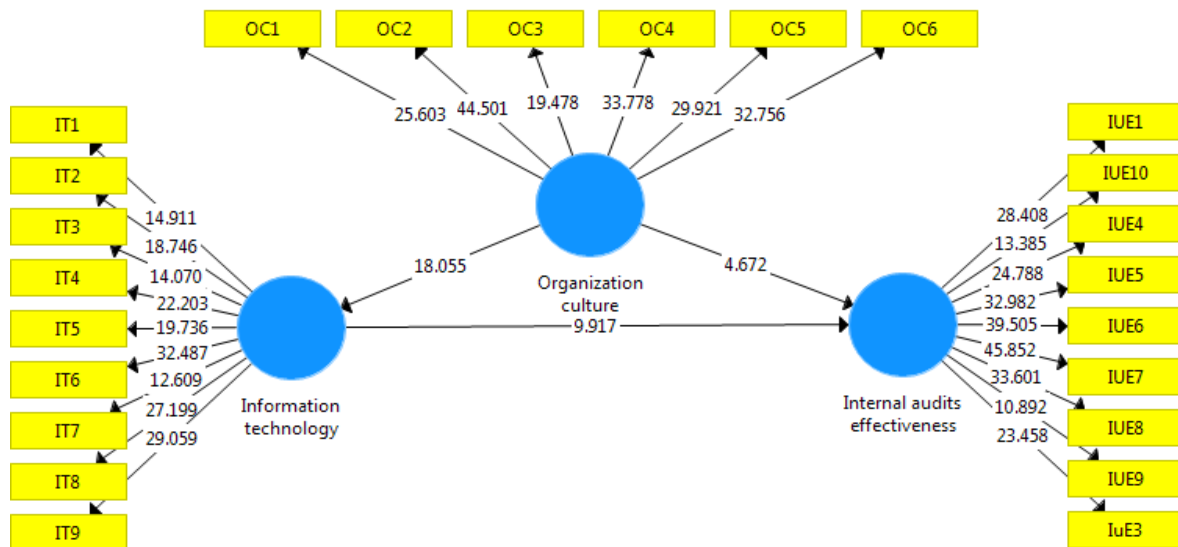 OC1
OC2
OC3
OC4
OC5
OC6
25.603
44.501
19.478
33.778
29.921
32.756
IT1
IT2
IT3
IT4
IT5
IT6
IT7
IT8
IT9
14.911
18.746
14.070
22.203
19.736
32.487
12.609
27.199
29.059
Information
technology
18.055
Organization
culture
4.672
9.917
Internal audits
effectiveness
28.408
13.385
24.788
32.982
39.505
45.852
33.601
10.892
23.458
IUE1
IUE10
IUE4
IUE5
IUE6
IUE7
IUE8
IUE9
IuE3